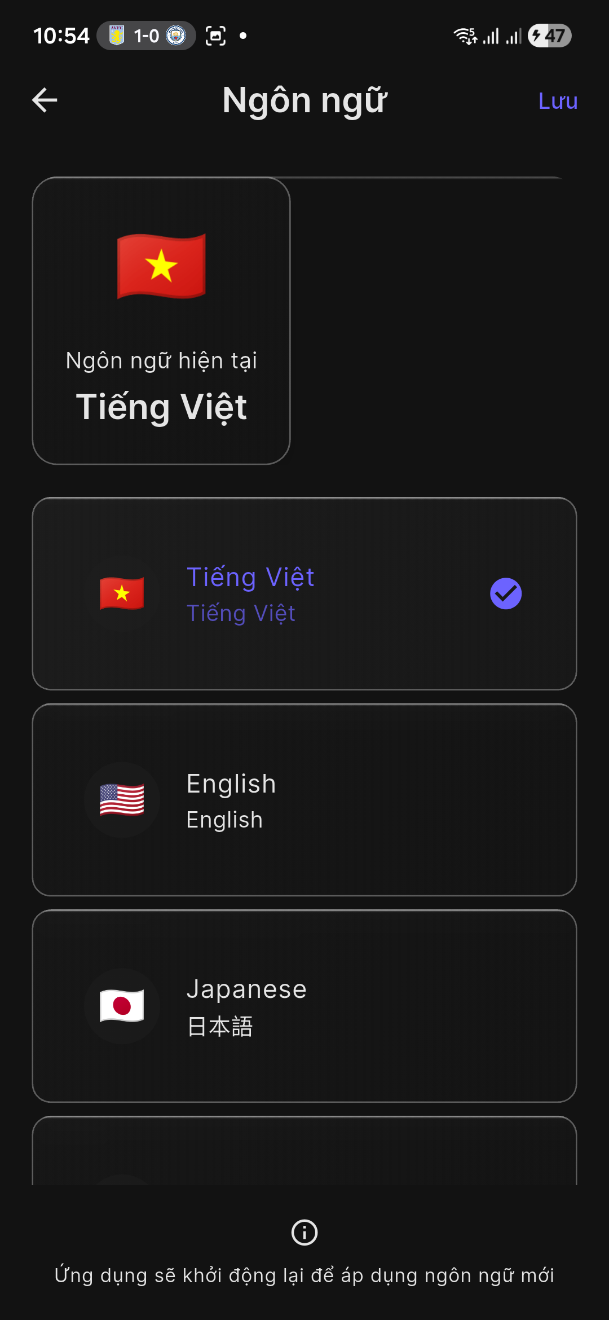 10:54
1-0
47
Ngôn ngữ
Lưu
Ngôn ngữ hiện tại
Tiếng Việt
Tiếng Việt
Tiếng Việt
English
English
Japanese
日本語
Ứng dụng sẽ khởi động lại để áp dụng ngôn ngữ mới